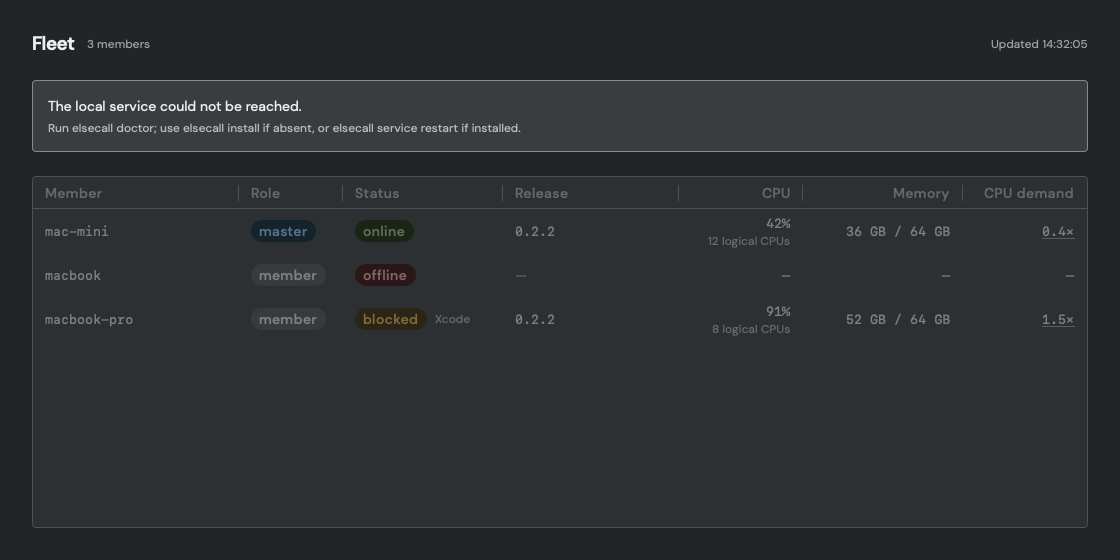 Fleet 3 members Updated 14:32:05
The local service could not be reached.
Run elsecall doctor; use elsecall install if absent, or elsecall service restart if installed.
Member Role Status Release CPU Memory CPU demand
mac-mini master online 0.2.2 42% 12 logical CPUs 36 GB / 64 GB 0.4×
macbook member offline — — — —
macbook-pro member blocked Xcode 0.2.2 91% 8 logical CPUs 52 GB / 64 GB 1.5×